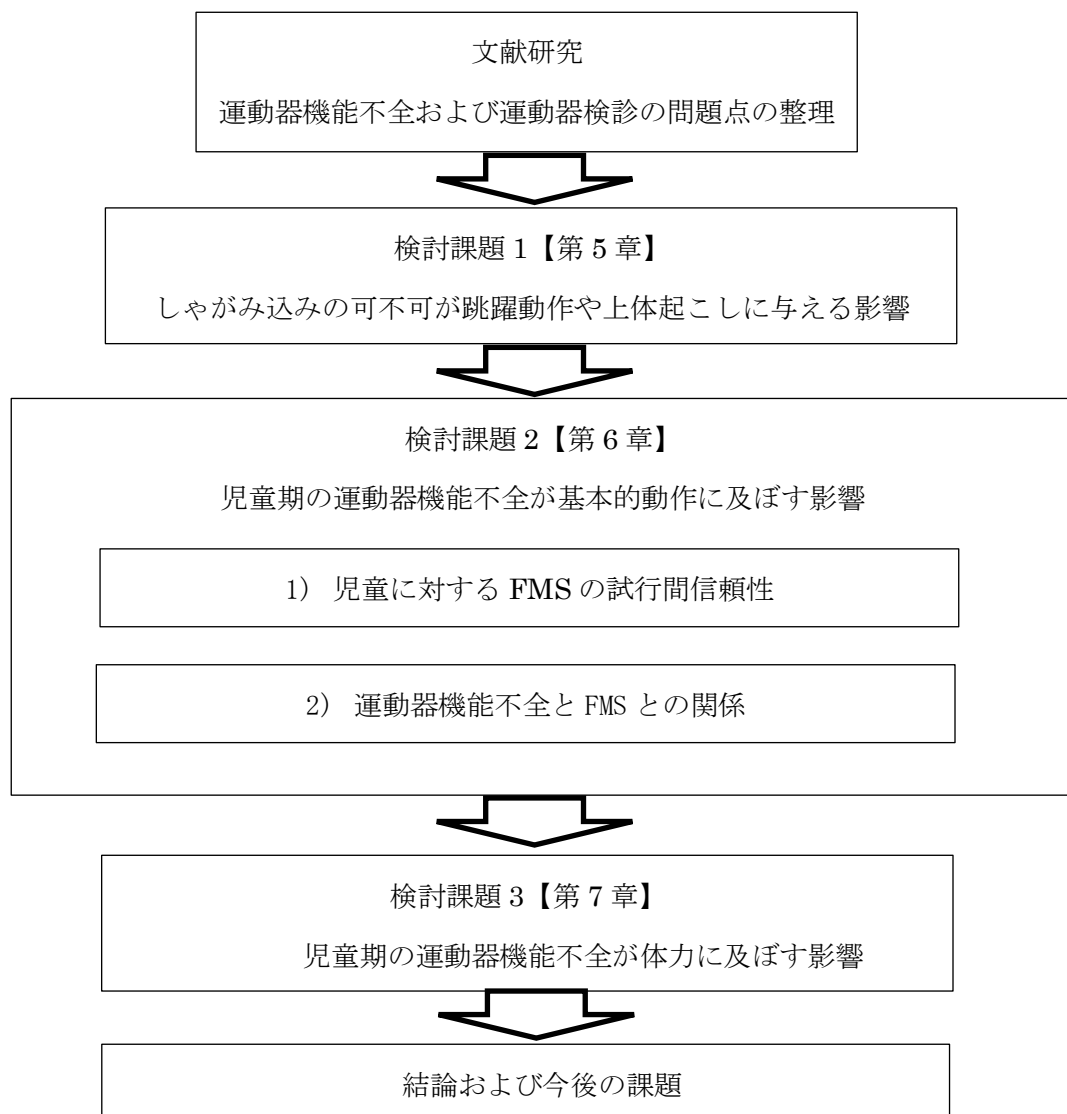 文献研究
運動器機能不全および運動器検診の問題点の整理
検討課題 1【第 5 章】
しゃがみ込みの可不可が跳躍動作や上体起こしに与える影響
検討課題 2【第 6 章】
児童期の運動器機能不全が基本的動作に及ぼす影響
1) 児童に対する FMS の試行間信頼性
2) 運動器機能不全と FMS との関係
検討課題 3【第 7 章】
児童期の運動器機能不全が体力に及ぼす影響
結論および今後の課題